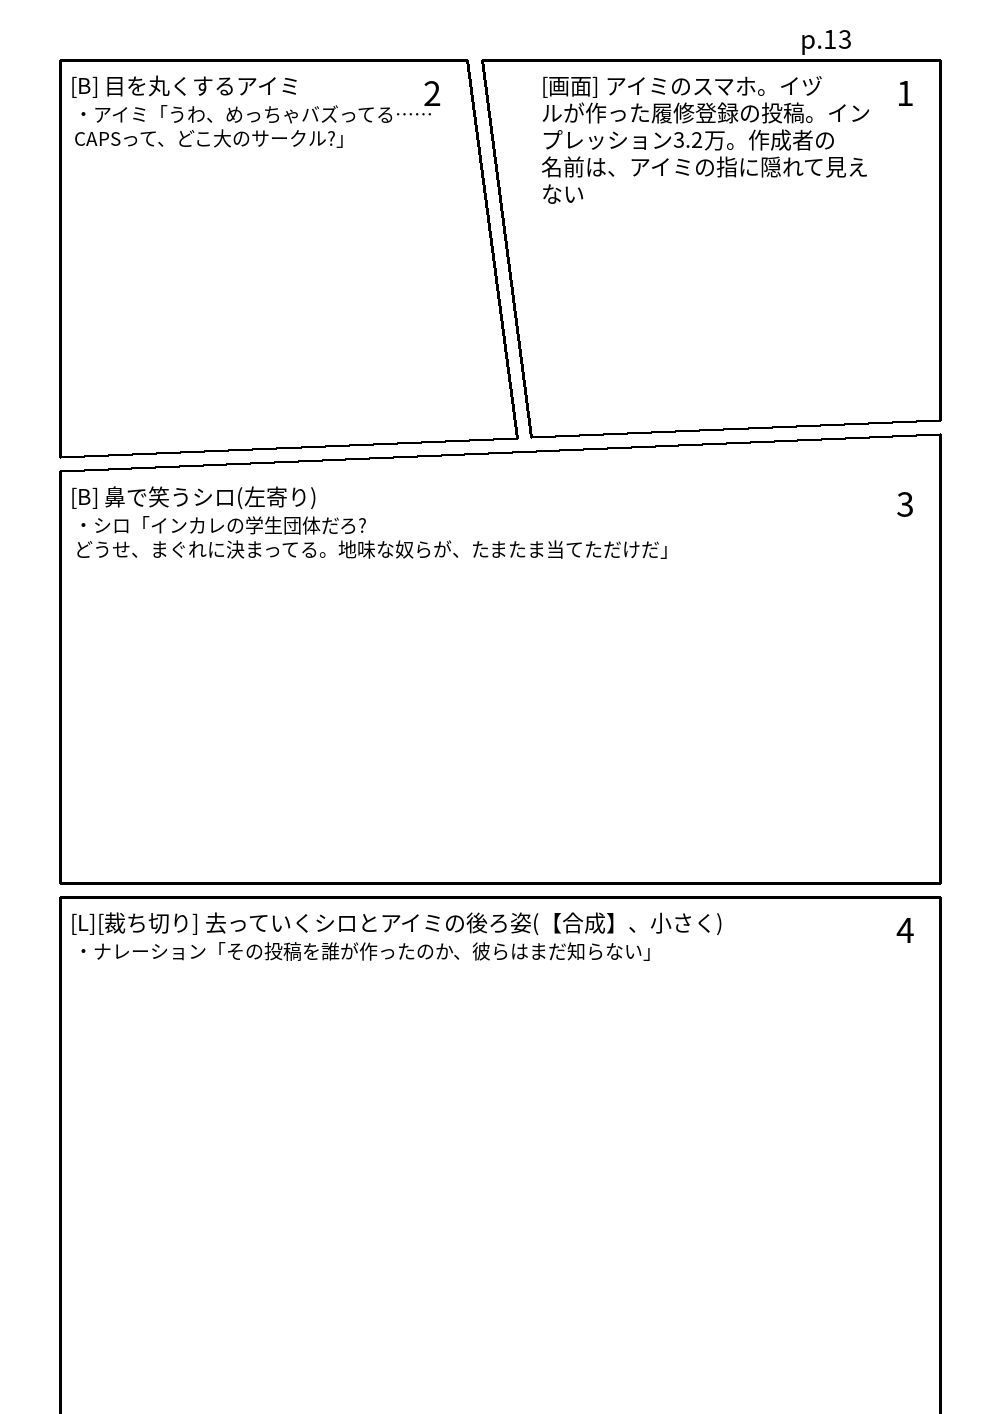 p.13
1
[画面] アイミのスマホ。イヅ
ルが作った履修登録の投稿。イン
プレッション3.2万。作成者の
名前は、アイミの指に隠れて見え
ない
2
[B] 目を丸くするアイミ
・アイミ「うわ、めっちゃバズってる……
CAPSって、どこ大のサークル?」
3
[B] 鼻で笑うシロ(左寄り)
・シロ「インカレの学生団体だろ?
どうせ、まぐれに決まってる。地味な奴らが、たまたま当てただけだ」
4
[L][裁ち切り] 去っていくシロとアイミの後ろ姿(【合成】、小さく)
・ナレーション「その投稿を誰が作ったのか、彼らはまだ知らない」